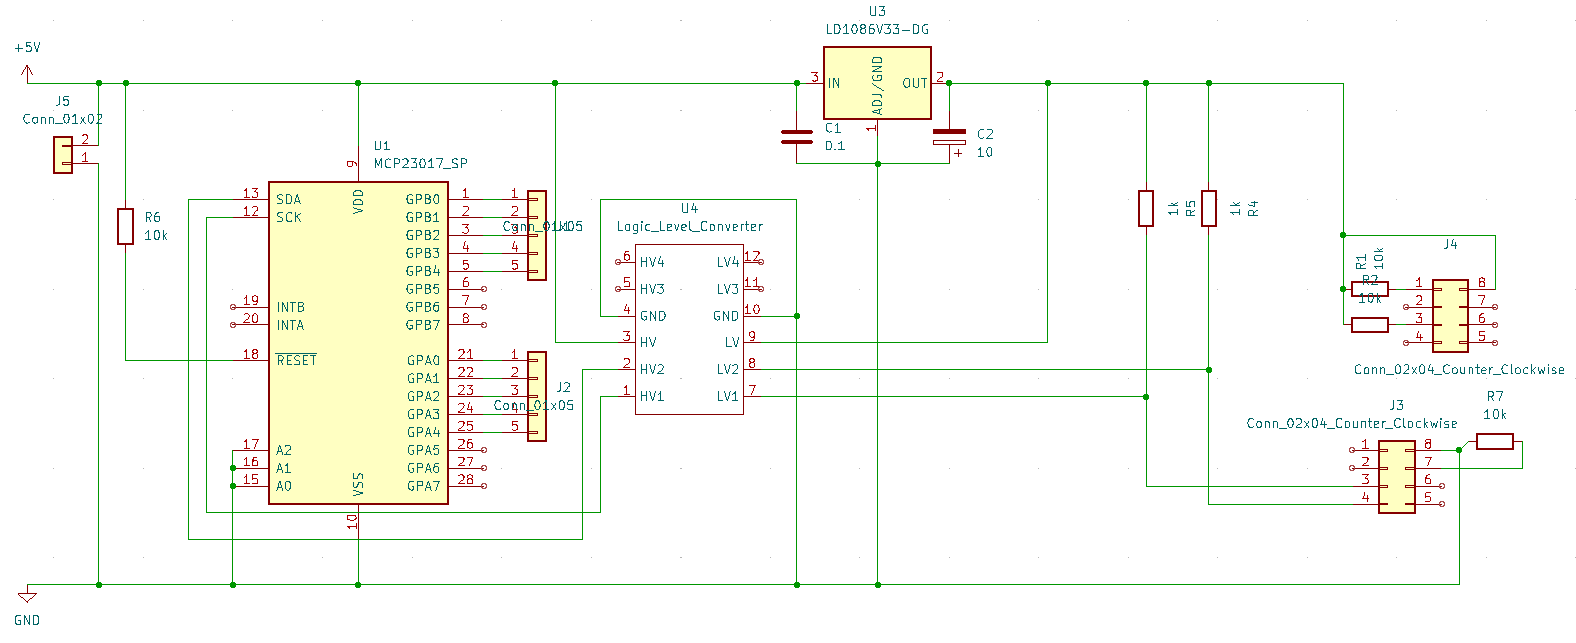 U3
LD1086V33-DG
+5V
3
IN
ADJ/GND
OUT
2
1
J5
Conn_01x02
2
1
C1
0.1
C2
10
+
U1
MCP23017_SP
9
VDD
13
SDA
12
SCK
19
INTB
20
INTA
18
RESET
17
A2
16
A1
15
A0
VSS
10
GPB0
1
GPB1
2
GPB2
3
GPB3
4
GPB4
5
GPB5
6
GPB6
7
GPB7
8
GPA0
21
GPA1
22
GPA2
23
GPA3
24
GPA4
25
GPA5
26
GPA6
27
GPA7
28
R6
10k
1
2
3
4
5
Conn_01x05
J1
1
2
3
4
5
J2
Conn_01x05
U4
Logic_Level_Converter
6
HV4
5
HV3
4
GND
3
HV
2
HV2
1
HV1
LV4
12
LV3
11
GND
10
LV
9
LV2
8
LV1
7
1k
R5
1k
R4
R1
10k
R2
10k
J4
1
2
3
4
8
7
6
5
Conn_02x04_Counter_Clockwise
J3
Conn_02x04_Counter_Clockwise
1
2
3
4
8
7
6
5
R7
10k
GND